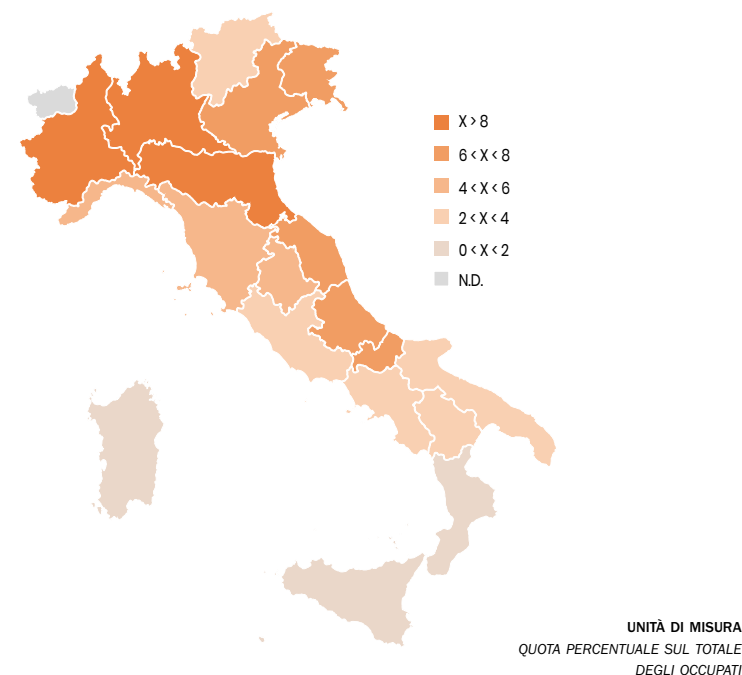 X > 8
6 < X < 8
4 < X < 6
2 < X < 4
0 < X < 2
N.D.
UNITÀ DI MISURA
QUOTA PERCENTUALE SUL TOTALE
DEGLI OCCUPATI